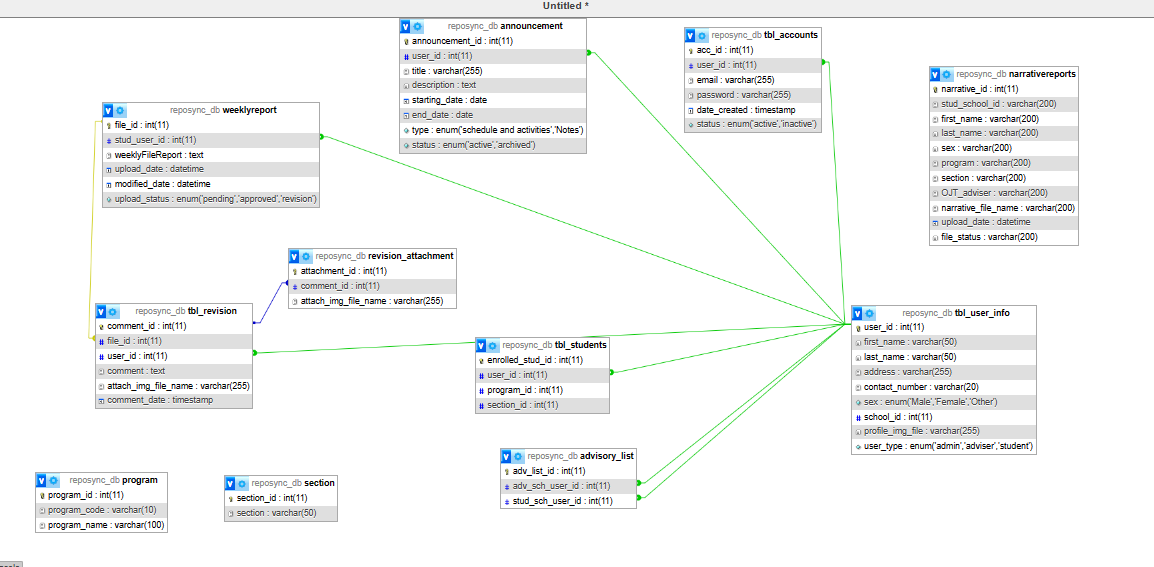 Untitled *
reposync_db announcement
announcement_id : int(11)
user_id : int(11)
title : varchar(255)
description : text
starting_date : date
end_date : date
type : enum('schedule and activities','Notes')
status : enum('active','archived')
reposync_db tbl_accounts
acc_id : int(11)
user_id : int(11)
email : varchar(255)
password : varchar(255)
date_created : timestamp
status : enum('active','inactive')
reposync_db narrativereports
narrative_id : int(11)
stud_school_id : varchar(200)
first_name : varchar(200)
last_name : varchar(200)
sex : varchar(200)
program : varchar(200)
section : varchar(200)
OJT_adviser : varchar(200)
narrative_file_name : varchar(200)
upload_date : datetime
file_status : varchar(200)
reposync_db weeklyreport
file_id : int(11)
stud_user_id : int(11)
weeklyFileReport : text
upload_date : datetime
modified_date : datetime
upload_status : enum('pending','approved','revision')
reposync_db revision_attachment
attachment_id : int(11)
comment_id : int(11)
attach_img_file_name : varchar(255)
reposync_db tbl_revision
comment_id : int(11)
file_id : int(11)
user_id : int(11)
comment : text
attach_img_file_name : varchar(255)
comment_date : timestamp
reposync_db tbl_students
enrolled_stud_id : int(11)
user_id : int(11)
program_id : int(11)
section_id : int(11)
reposync_db tbl_user_info
user_id : int(11)
first_name : varchar(50)
last_name : varchar(50)
address : varchar(255)
contact_number : varchar(20)
sex : enum('Male','Female','Other')
school_id : int(11)
profile_img_file : varchar(255)
user_type : enum('admin','adviser','student')
reposync_db advisory_list
adv_list_id : int(11)
adv_sch_user_id : int(11)
stud_sch_user_id : int(11)
reposync_db program
program_id : int(11)
program_code : varchar(10)
program_name : varchar(100)
reposync_db section
section_id : int(11)
section : varchar(50)